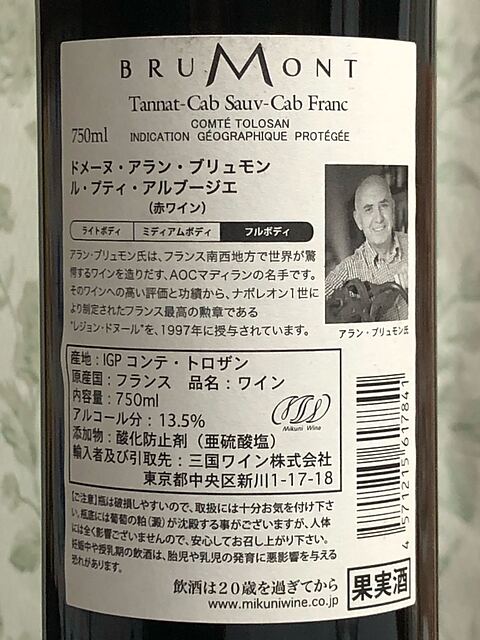 BRUMONT
Tannat-Cab Sauv-Cab Franc
COMTÉ TOLOSAN
750ml
INDICATION GÉOGRAPHIQUE PROTÉGÉE
ドメーヌ・アラン・ブリュモン
ル・プティ・アルブージエ
(赤ワイン)
ライトボディ ミディアムボディ フルボディ
アラン・ブリュモン氏は、フランス南西地方で世界が驚
愕するワインを造りだす、AOCマディランの名手です。
そのワインへの高い評価と功績から、ナポレオン1世に
より制定されたフランス最高の勲章である
"レジョン・ドヌール"を、1997年に授与されています。
アラン・ブリュモン氏
産地:IGP コンテ・トロザン
原産国:フランス 品名:ワイン
内容量:750ml
アルコール分:13.5%
添加物:酸化防止剤(亜硫酸塩)
輸入者及び引取先:三国ワイン株式会社
東京都中央区新川1-17-18
Mikuni Wine
4 571215 617841
【ご注意】瓶は破損しやすいので、取扱には十分お気を付け下さ
い。瓶底には葡萄の粕(澱)が沈殿する事がございますが、人体
には全く影響ございませんので、安心してお召し上がり下さい。
妊娠中や授乳期の飲酒は、胎児や乳児の発育に悪影響を与える
恐れがあります。
飲酒は20歳を過ぎてから
www.mikuniwine.co.jp
果実酒